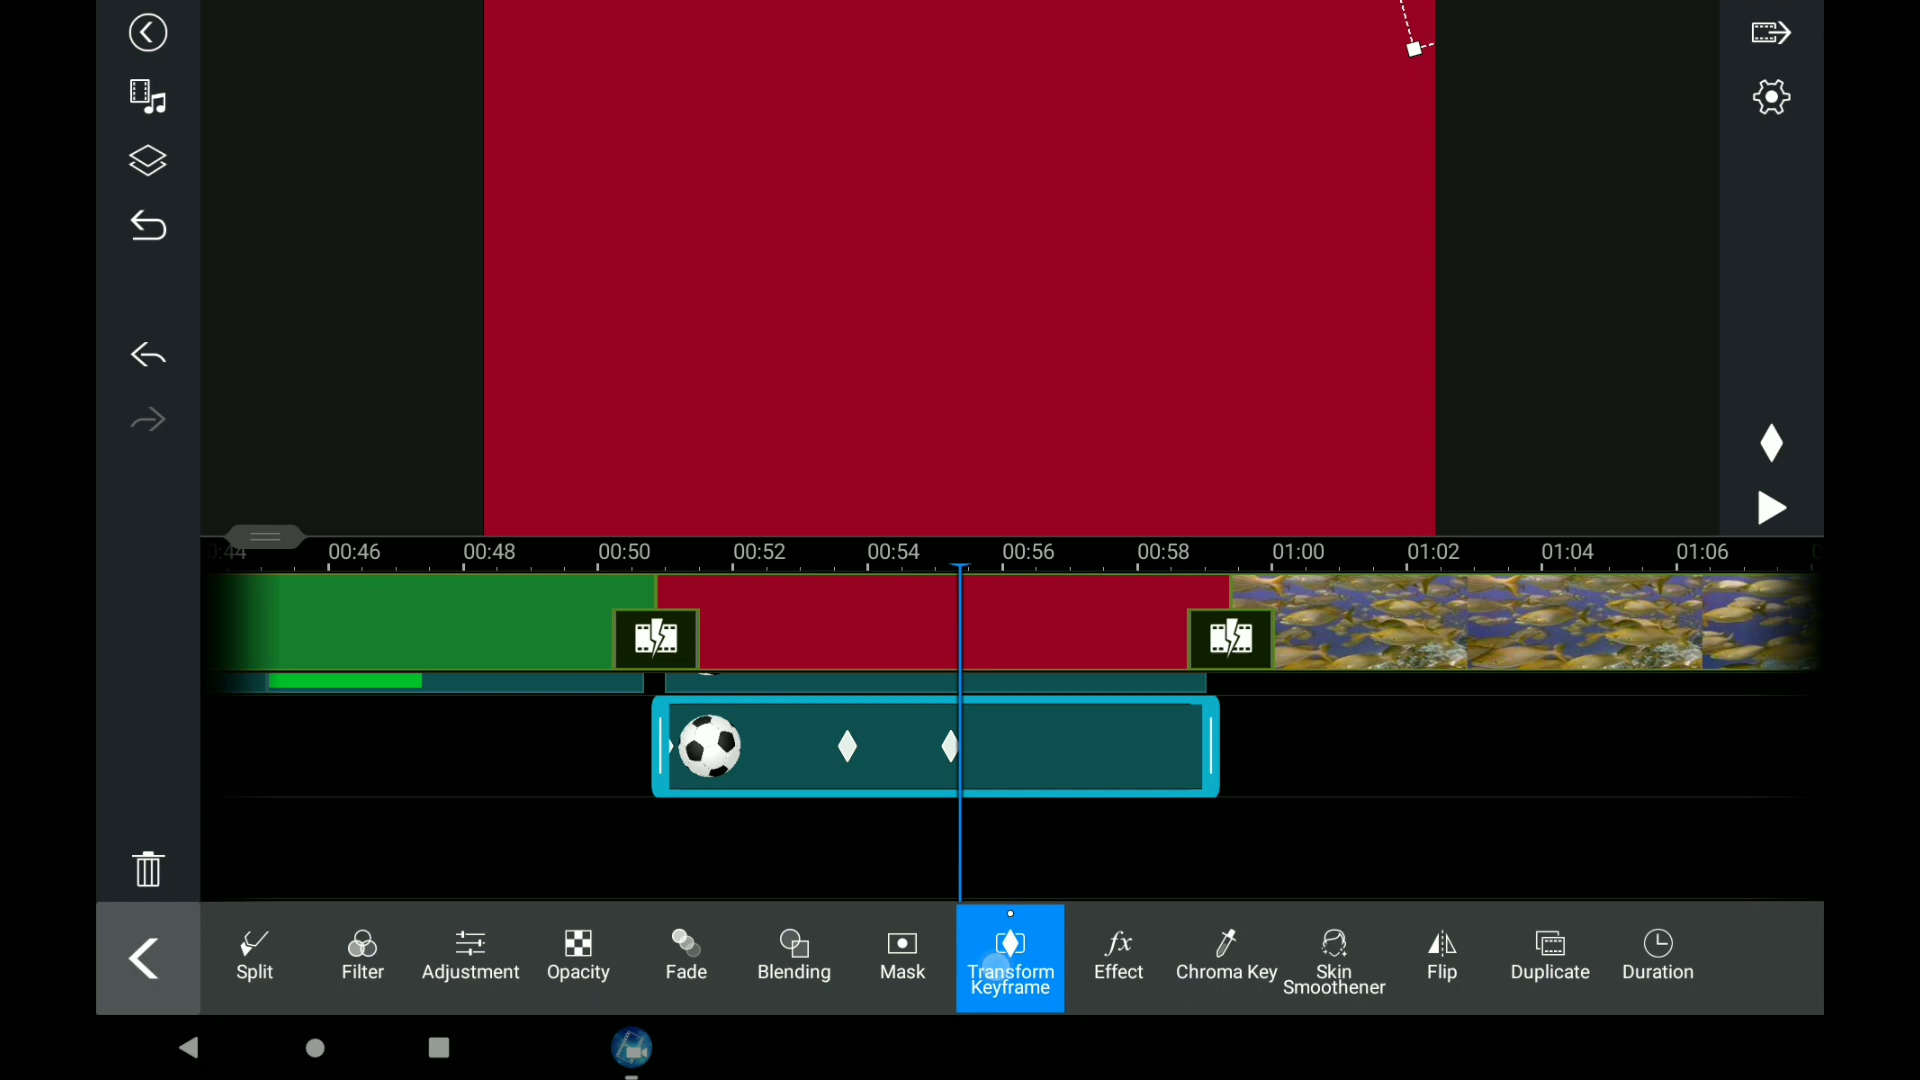 :44 00:46 00:48 00:50 00:52 00:54 00:56 00:58 01:00 01:02 01:04 01:06
Split Filter Adjustment Opacity Fade Blending Mask Transform Keyframe fx Effect Chroma Key Skin Smoothener Flip Duplicate Duration